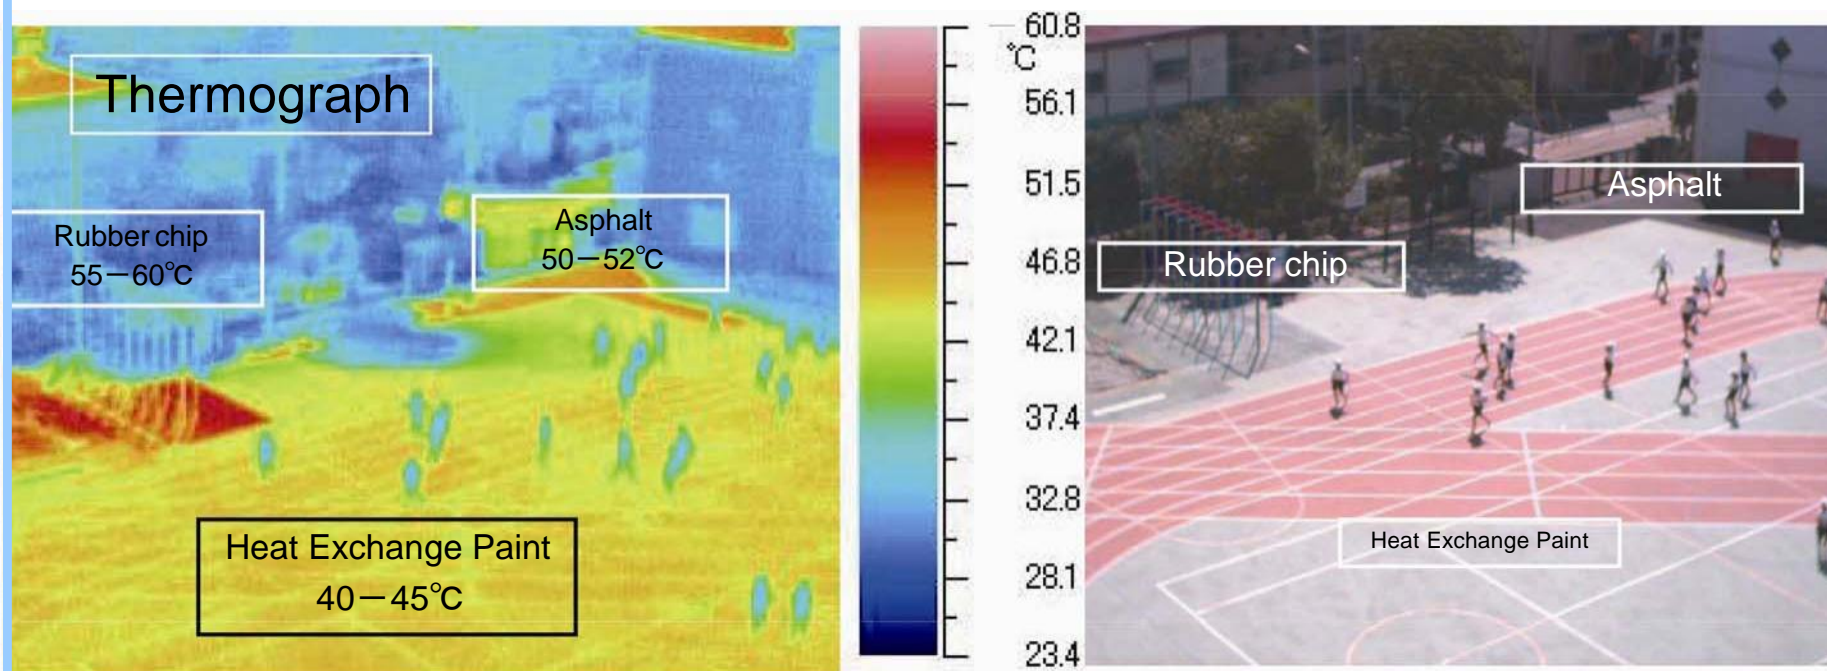 Thermograph
Rubber chip
55－60℃
Asphalt
50－52℃
Heat Exchange Paint
40－45℃
60.8
℃
56.1
51.5
46.8
42.1
37.4
32.8
28.1
23.4
Asphalt
Rubber chip
Heat Exchange Paint